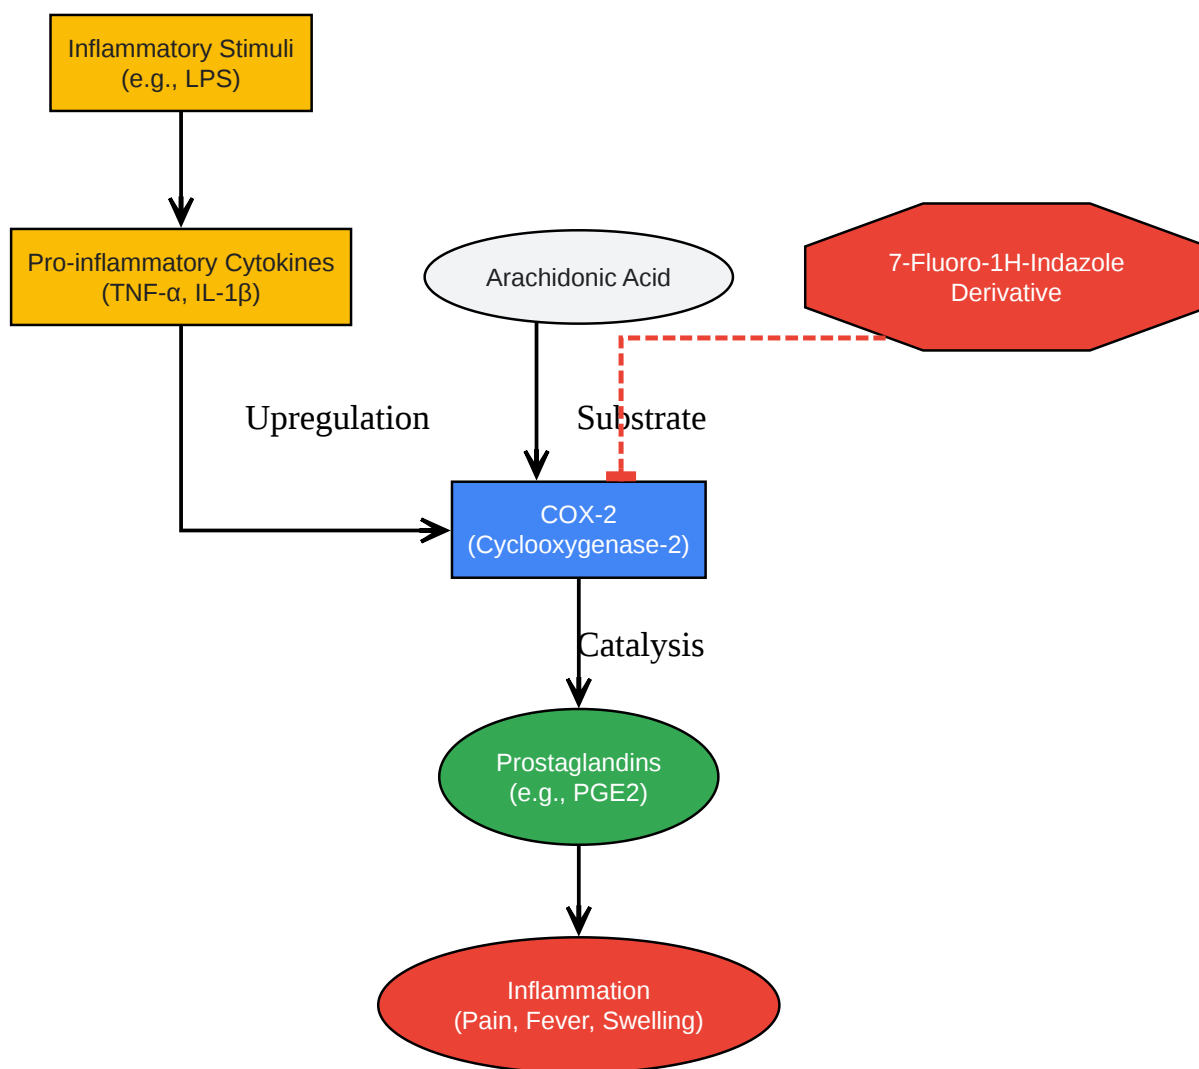 Inflammatory Stimuli
(e.g., LPS)
Pro-inflammatory Cytokines
(TNF-α, IL-1β)
Arachidonic Acid
7-Fluoro-1H-Indazole
Derivative
Upregulation
Substrate
COX-2
(Cyclooxygenase-2)
Catalysis
Prostaglandins
(e.g., PGE2)
Inflammation
(Pain, Fever, Swelling)